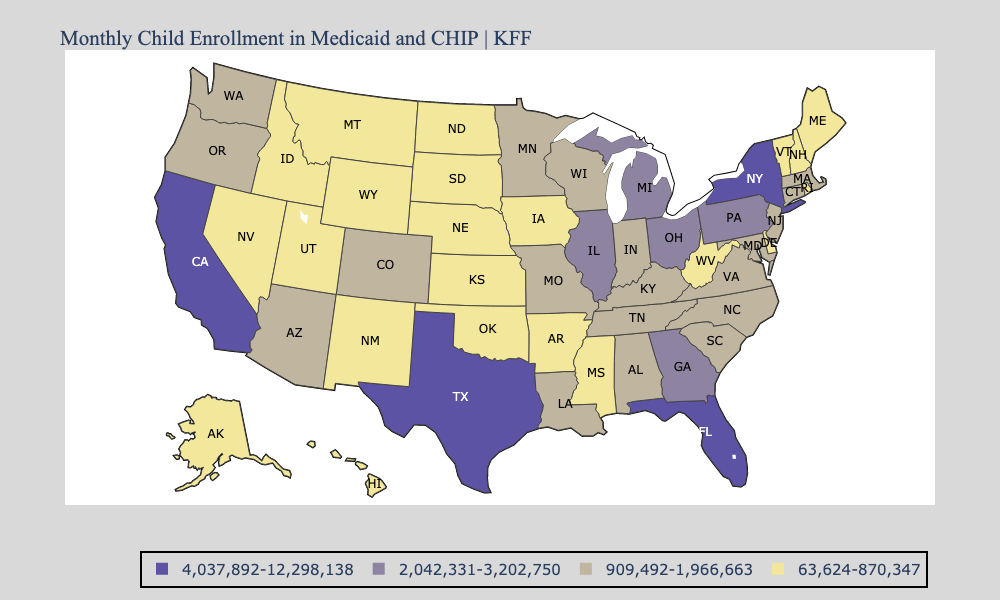 Monthly Child Enrollment in Medicaid and CHIP | KFF
WA
OR
CA
ID
NV
MT
WY
UT
AZ
CO
NM
ND
SD
NE
KS
OK
TX
MN
IA
MO
AR
LA
WI
IL
MS
MI
IN
KY
TN
AL
OH
WV
GA
FL
SC
NC
VA
PA
NY
MD
DE
NJ
CT
RI
MA
VT
NH
ME
AK
HI
4,037,892-12,298,138 2,042,331-3,202,750 909,492-1,966,663 63,624-870,347